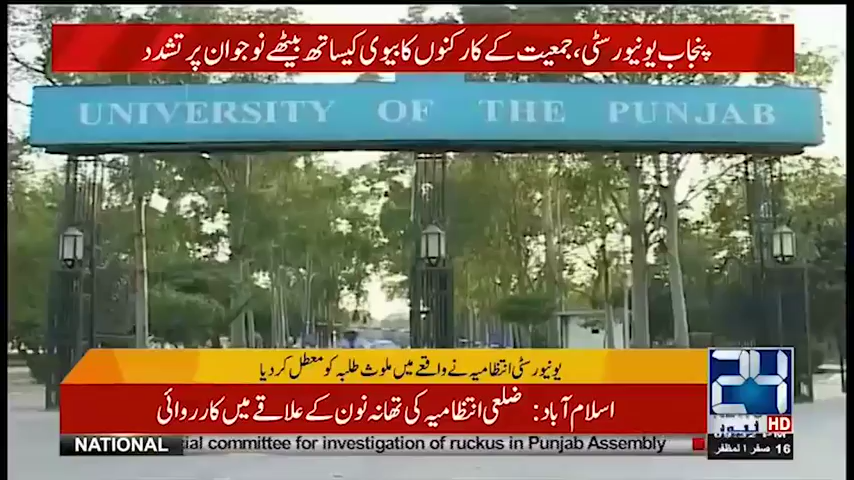 پنجاب یونیورسٹی، جمعیت کے کارکنوں کا بیوی کیساتھ بیٹھے نوجوان پر تشدد
UNIVERSITY OF THE PUNJAB
یونیورسٹی انتظامیہ نے واقعے میں ملوث طلبہ کو معطل کر دیا
24
اسلام آباد: ضلعی انتظامیہ کی تھانہ نون کے علاقے میں کارروائی
نیوز HD
NATIONAL
cial committee for investigation of ruckus in Punjab Assembly
PM
16 صفر المظفر